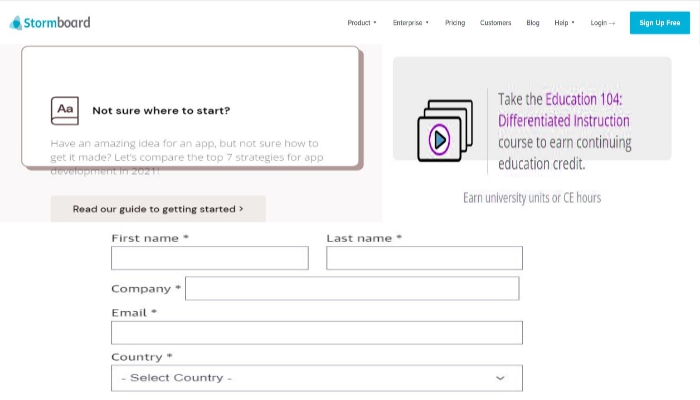 Stormboard
Product Enterprise Pricing Customers Blog Help Login → Sign Up Free
Aa
Not sure where to start?
Have an amazing idea for an app, but not sure how to
get it made? Let's compare the top 7 strategies for app
development in 2021!
Read our guide to getting started >
Take the Education 104:
Differentiated Instruction
course to earn continuing
education credit.
Earn university units or CE hours
First name *
Last name *
Company *
Email *
Country *
- Select Country -